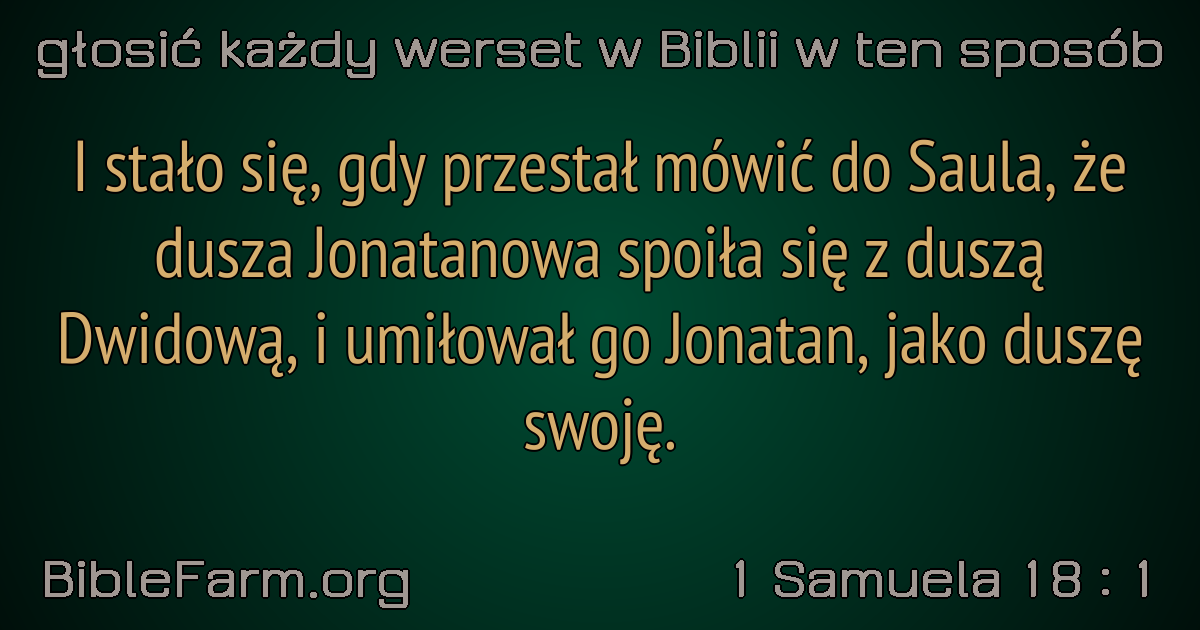 głosić każdy werset w Biblii w ten sposób
I stało się, gdy przestał mówić do Saula, że
dusza Jonatanowa spoiła się z duszą
Dwidową, i umiłował go Jonatan, jako duszę
swoję.
BibleFarm.org
1 Samuela 18 : 1